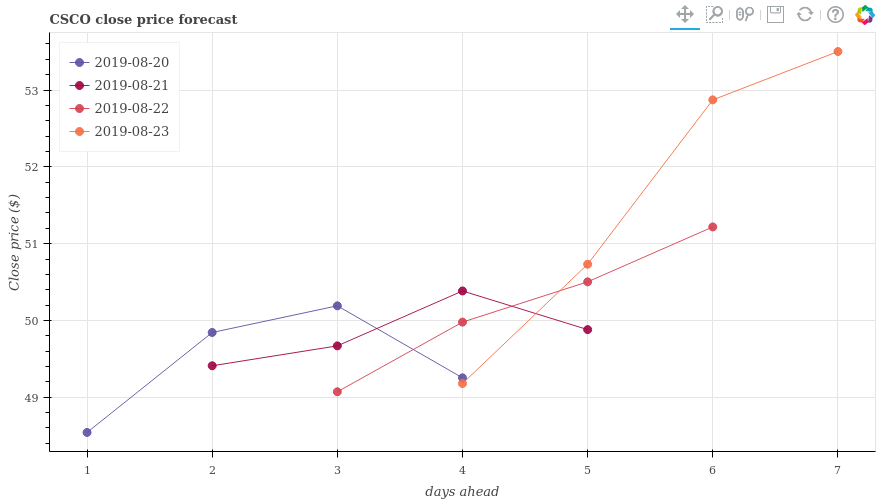 CSCO close price forecast
2019-08-20
2019-08-21
2019-08-22
2019-08-23
Close price ($)
53
52
51
50
49
1 2 3 4 5 6 7
days ahead